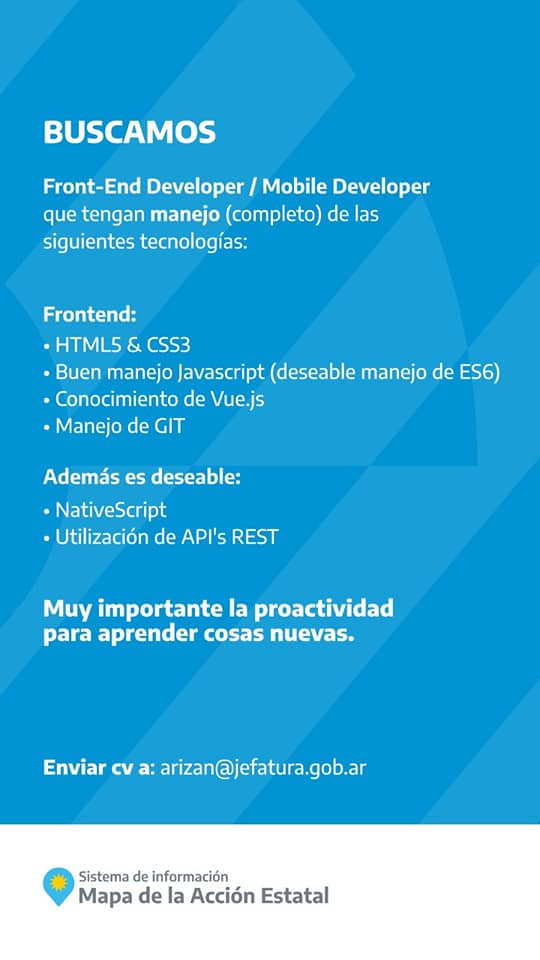 BUSCAMOS
Front-End Developer / Mobile Developer
que tengan manejo (completo) de las
siguientes tecnologías:
Frontend:
• HTML5 & CSS3
• Buen manejo Javascript (deseable manejo de ES6)
• Conocimiento de Vue.js
• Manejo de GIT
Además es deseable:
• NativeScript
• Utilización de API's REST
Muy importante la proactividad
para aprender cosas nuevas.
Enviar cv a: arizan@jefatura.gob.ar
Sistema de información
Mapa de la Acción Estatal